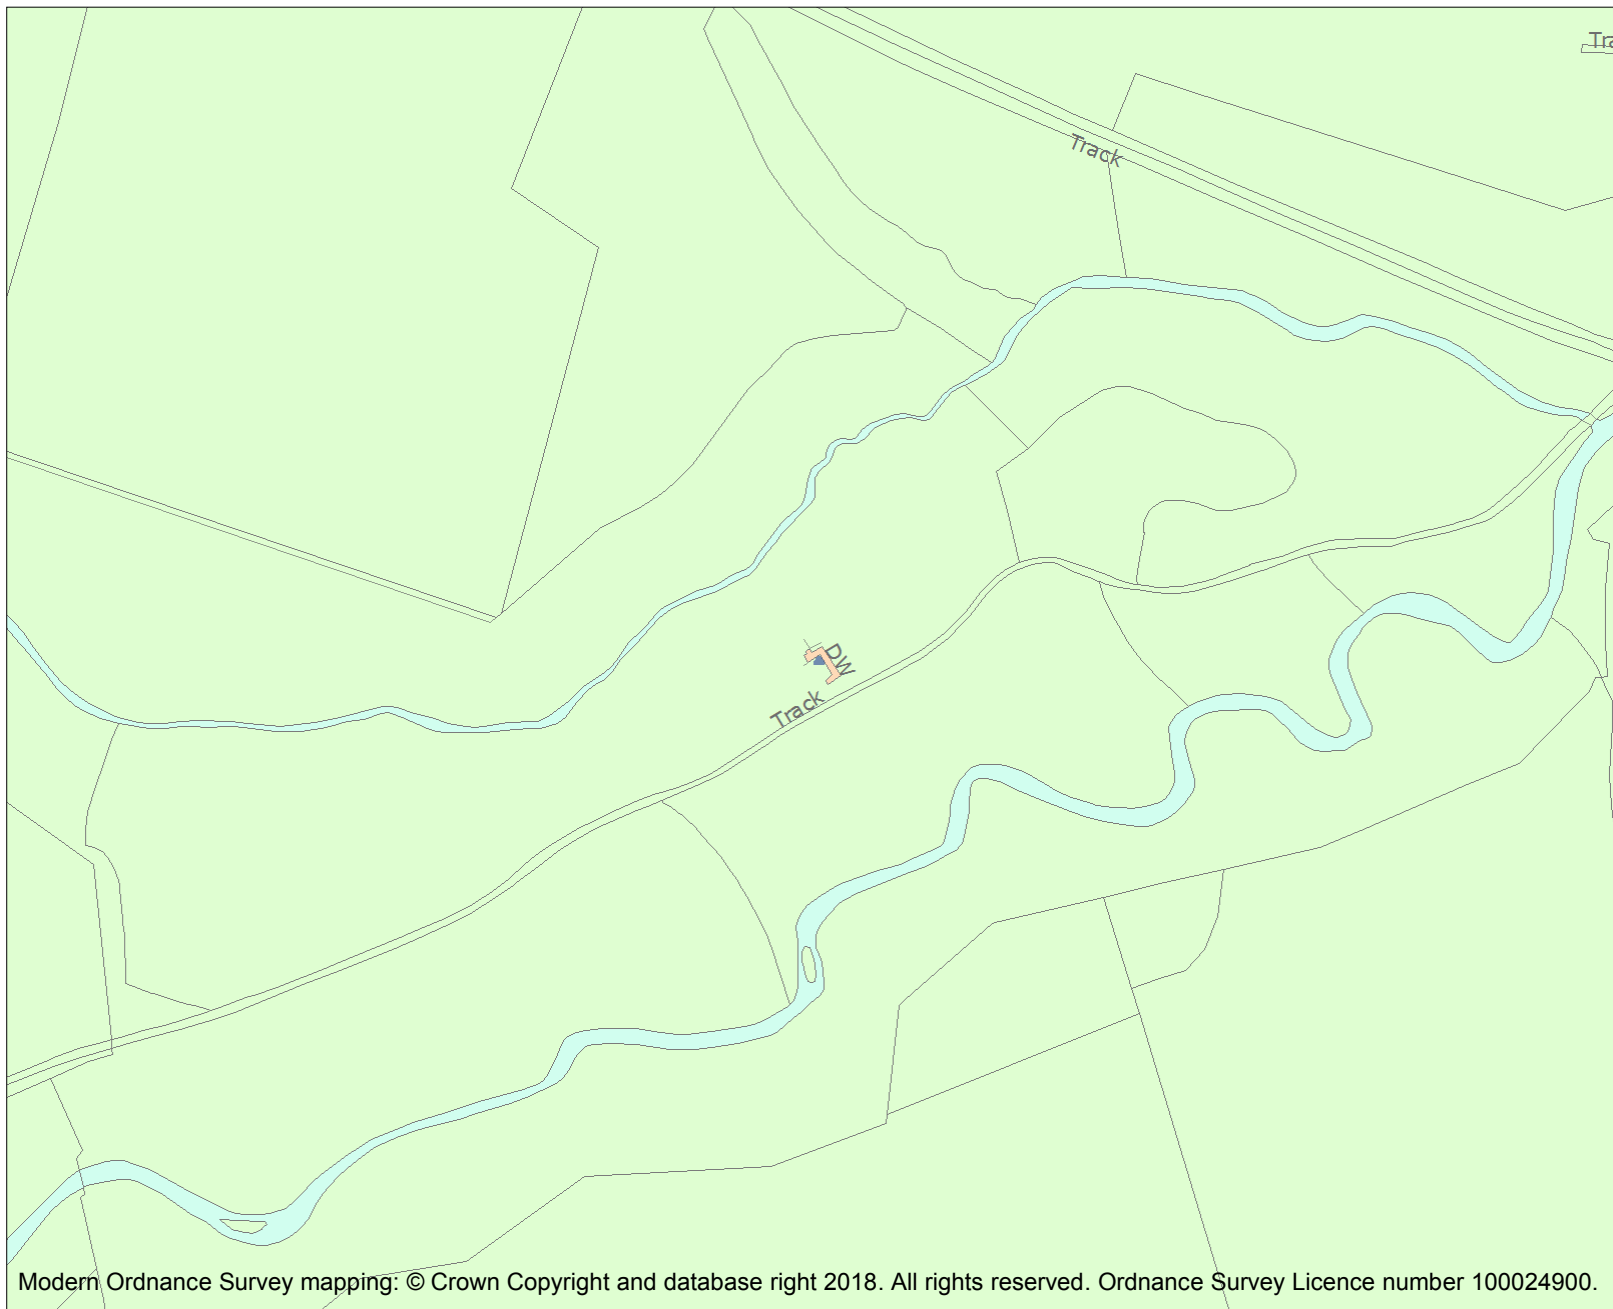 Tra
Track
DW
Track
Modern Ordnance Survey mapping: © Crown Copyright and database right 2018. All rights reserved. Ordnance Survey Licence number 100024900.